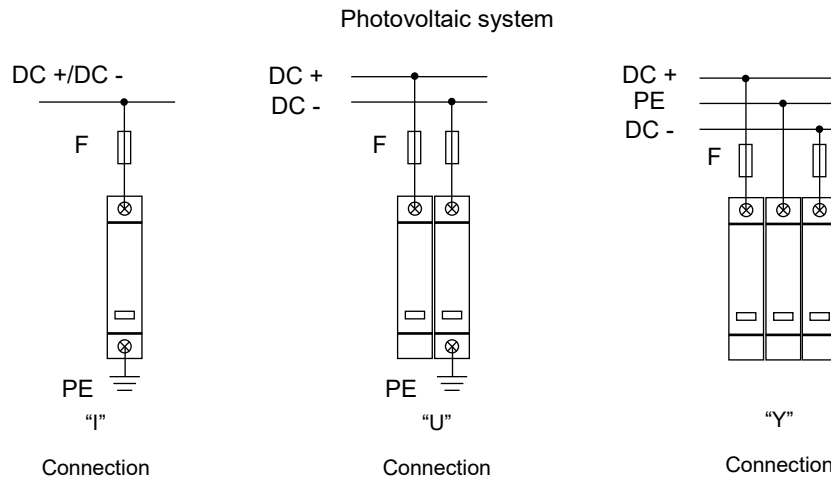 Photovoltaic system
DC +/DC -
F
PE
“I”
Connection
DC +
DC -
F
PE
“U”
Connection
DC +
PE
DC -
F
“Y”
Connection